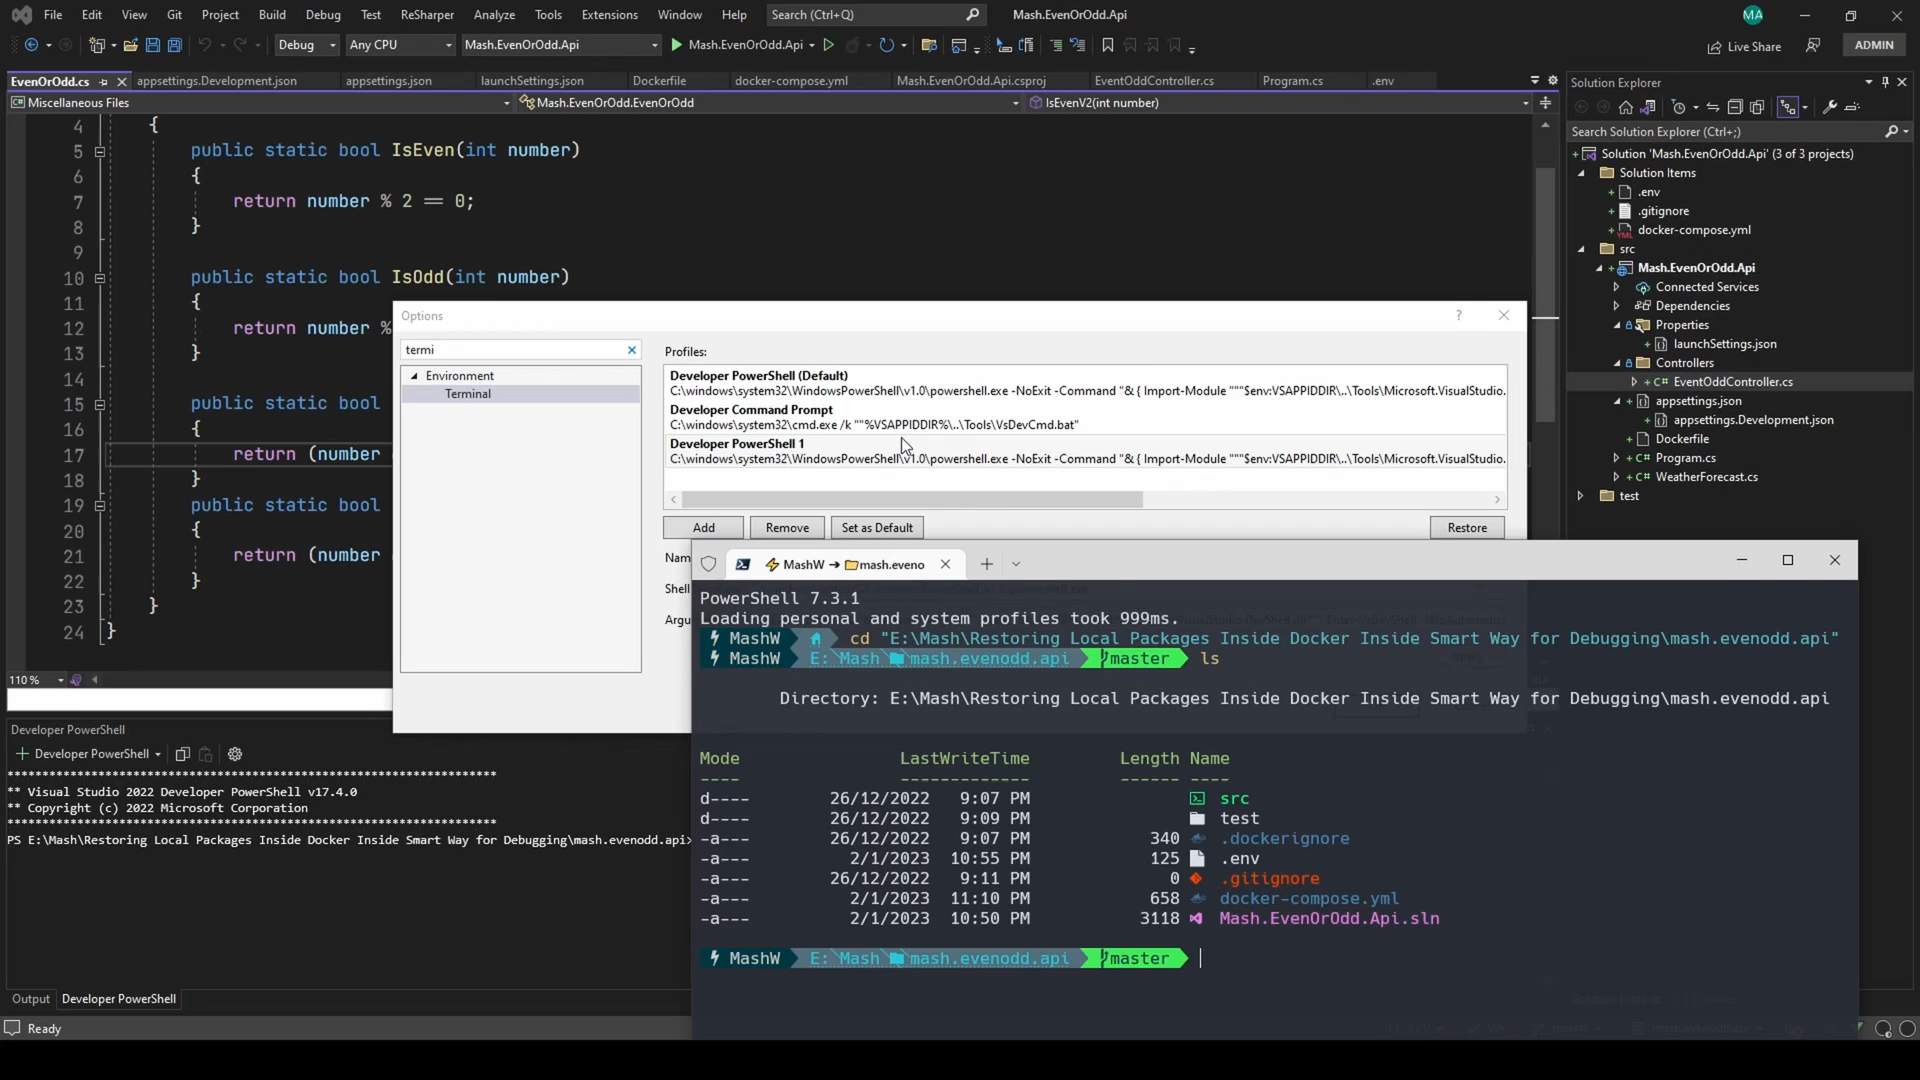 File Edit View Git Project Build Debug Test ReSharper Analyze Tools Extensions Window Help Search (Ctrl+Q) Mash.EvenOrOdd.Api MA
Debug Any CPU Mash.EvenOrOdd.Api Mash.EvenOrOdd.Api Live Share ADMIN
EvenOrOdd.cs appsettings.Development.json appsettings.json launchSettings.json Dockerfile docker-compose.yml Mash.EvenOrOdd.Api.csproj EventOddController.cs Program.cs .env
Miscellaneous Files Mash.EvenOrOdd.EvenOrOdd IsEvenV2(int number)
4 {
5 public static bool IsEven(int number)
6 {
7 return number % 2 == 0;
8 }
9
10 public static bool IsOdd(int number)
11 {
12 return number %
13 }
14
15 public static bool
16 {
17 return (number
18 }
19 public static bool
20 {
21 return (number
22 }
23 }
24 }
110 %
Solution Explorer
Search Solution Explorer (Ctrl+;)
Solution 'Mash.EvenOrOdd.Api' (3 of 3 projects)
Solution Items
.env
.gitignore
docker-compose.yml
src
Mash.EvenOrOdd.Api
Connected Services
Dependencies
Properties
launchSettings.json
Controllers
EventOddController.cs
appsettings.json
appsettings.Development.json
Dockerfile
Program.cs
WeatherForecast.cs
test
Options
termi
Environment
Terminal
Profiles:
Developer PowerShell (Default)
C:\windows\system32\WindowsPowerShell\v1.0\powershell.exe -NoExit -Command "& { Import-Module """$env:VSAPPIDDIR\..\Tools\Microsoft.VisualStudio.
Developer Command Prompt
C:\windows\system32\cmd.exe /k ""%VSAPPIDDIR%\..\Tools\VsDevCmd.bat"
Developer PowerShell 1
C:\windows\system32\WindowsPowerShell\v1.0\powershell.exe -NoExit -Command "& { Import-Module """$env:VSAPPIDDIR\..\Tools\Microsoft.VisualStudio.
Add Remove Set as Default Restore
Nam
Shell
Argu
Developer PowerShell
Developer PowerShell
******************************************************************
** Visual Studio 2022 Developer PowerShell v17.4.0
** Copyright (c) 2022 Microsoft Corporation
******************************************************************
PS E:\Mash\Restoring Local Packages Inside Docker Inside Smart Way for Debugging\mash.evenodd.api>
Output Developer PowerShell
Ready
MashW → mash.eveno
PowerShell 7.3.1
Loading personal and system profiles took 999ms.
MashW cd "E:\Mash\Restoring Local Packages Inside Docker Inside Smart Way for Debugging\mash.evenodd.api"
MashW E: Mash mash.evenodd.api master ls
Directory: E:\Mash\Restoring Local Packages Inside Docker Inside Smart Way for Debugging\mash.evenodd.api
Mode LastWriteTime Length Name
---- ------------- ------ ----
d---- 26/12/2022 9:07 PM src
d---- 26/12/2022 9:09 PM test
-a--- 26/12/2022 9:07 PM 340 .dockerignore
-a--- 2/1/2023 10:55 PM 125 .env
-a--- 26/12/2022 9:11 PM 0 .gitignore
-a--- 2/1/2023 11:10 PM 658 docker-compose.yml
-a--- 2/1/2023 10:50 PM 3118 Mash.EvenOrOdd.Api.sln
MashW E: Mash mash.evenodd.api master